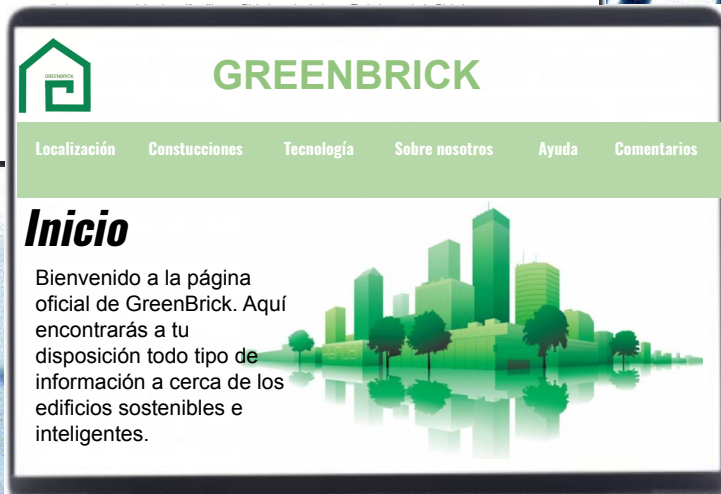 GREENBRICK
GREENBRICK
Localización Constucciones Tecnología Sobre nosotros Ayuda Comentarios
Inicio
Bienvenido a la página
oficial de GreenBrick. Aquí
encontrarás a tu
disposición todo tipo de
información a cerca de los
edificios sostenibles e
inteligentes.